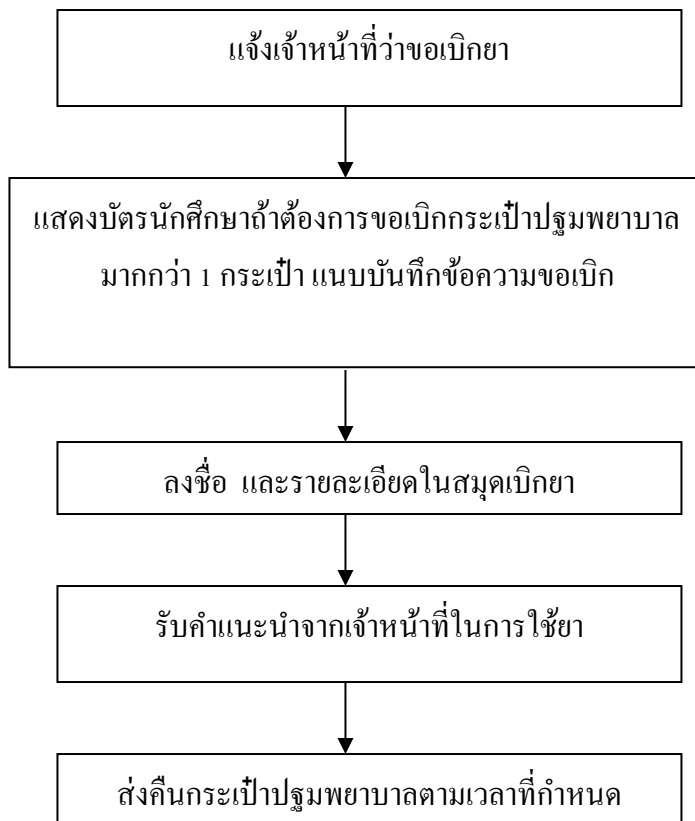 แจ้งเจ้าหน้าที่ว่าขอเบิกยา
แสดงบัตรนักศึกษาถ้าต้องการขอเบิกกระเป๋าปฐมพยาบาล
มากกว่า 1 กระเป๋า แนบบันทึกข้อความขอเบิก
ลงชื่อ และรายละเอียดในสมุดเบิกยา
รับคำแนะนำจากเจ้าหน้าที่ในการใช้ยา
ส่งคืนกระเป๋าปฐมพยาบาลตามเวลาที่กำหนด